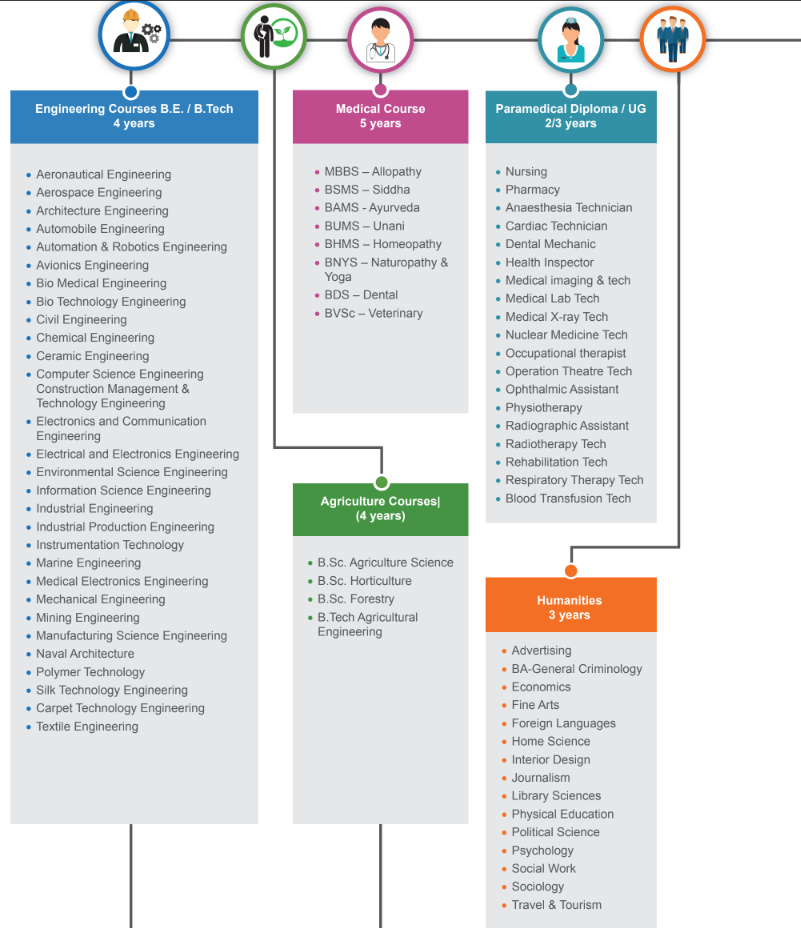 Engineering Courses B.E. / B.Tech
4 years
Aeronautical Engineering
Aerospace Engineering
Architecture Engineering
Automobile Engineering
Automation & Robotics Engineering
Avionics Engineering
Bio Medical Engineering
Bio Technology Engineering
Civil Engineering
Chemical Engineering
Ceramic Engineering
Computer Science Engineering
Construction Management &
Technology Engineering
Electronics and Communication
Engineering
Electrical and Electronics Engineering
Environmental Science Engineering
Information Science Engineering
Industrial Engineering
Industrial Production Engineering
Instrumentation Technology
Marine Engineering
Medical Electronics Engineering
Mechanical Engineering
Mining Engineering
Manufacturing Science Engineering
Naval Architecture
Polymer Technology
Silk Technology Engineering
Carpet Technology Engineering
Textile Engineering
Medical Course
5 years
MBBS – Allopathy
BSMS – Siddha
BAMS - Ayurveda
BUMS – Unani
BHMS – Homeopathy
BNYS – Naturopathy &
Yoga
BDS – Dental
BVSc – Veterinary
Agriculture Courses|
(4 years)
B.Sc. Agriculture Science
B.Sc. Horticulture
B.Sc. Forestry
B.Tech Agricultural
Engineering
Paramedical Diploma / UG
2/3 years
Nursing
Pharmacy
Anaesthesia Technician
Cardiac Technician
Dental Mechanic
Health Inspector
Medical imaging & tech
Medical Lab Tech
Medical X-ray Tech
Nuclear Medicine Tech
Occupational therapist
Operation Theatre Tech
Ophthalmic Assistant
Physiotherapy
Radiographic Assistant
Radiotherapy Tech
Rehabilitation Tech
Respiratory Therapy Tech
Blood Transfusion Tech
Humanities
3 years
Advertising
BA-General Criminology
Economics
Fine Arts
Foreign Languages
Home Science
Interior Design
Journalism
Library Sciences
Physical Education
Political Science
Psychology
Social Work
Sociology
Travel & Tourism